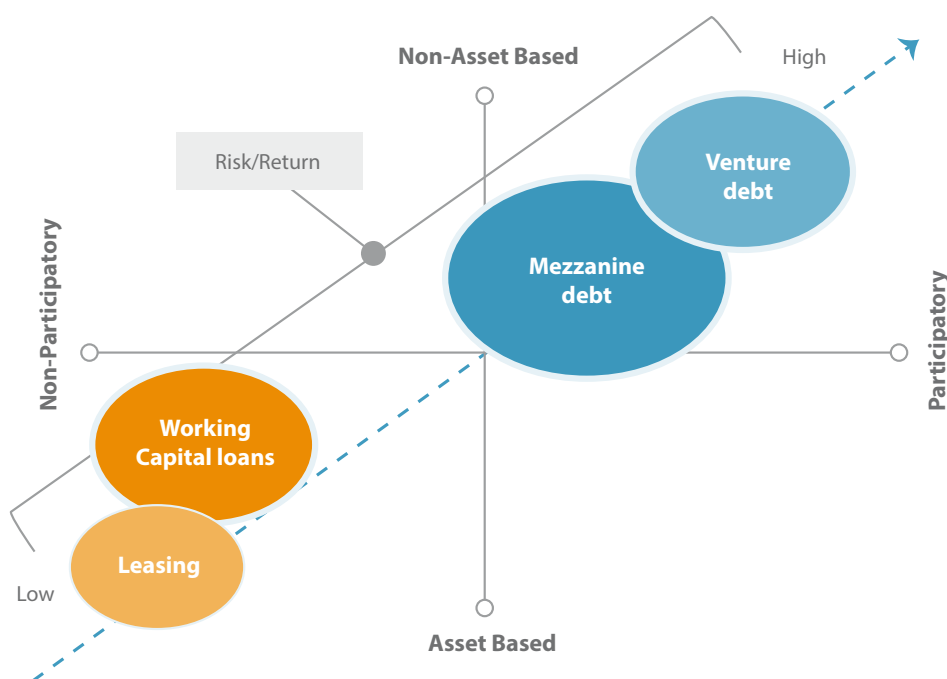 Non-Asset Based
High
Risk/Return
Venture
debt
Mezzanine
debt
Non-Participatory
Participatory
Working
Capital loans
Leasing
Low
Asset Based